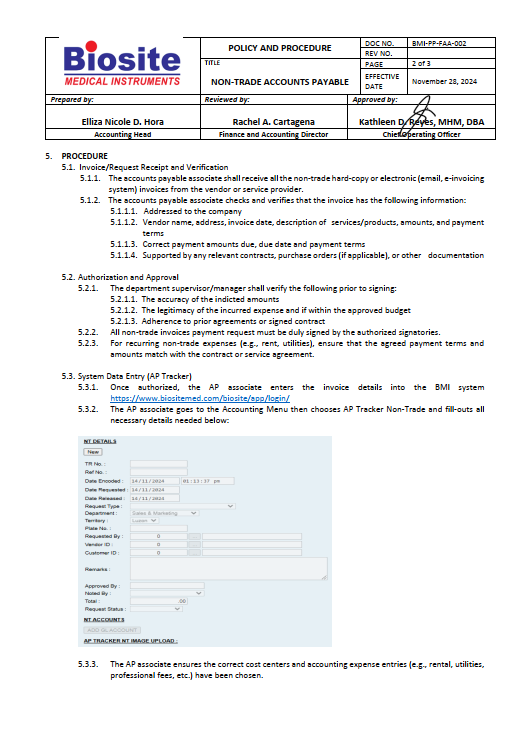 Biosite
MEDICAL INSTRUMENTS
POLICY AND PROCEDURE
DOC NO. BMI-PP-FAA-002
REV NO.
TITLE
NON-TRADE ACCOUNTS PAYABLE
PAGE 2 of 3
EFFECTIVE DATE November 28, 2024
Prepared by: Reviewed by: Approved by:
Elliza Nicole D. Hora Rachel A. Cartagena Kathleen D. Reyes, MHM, DBA
Accounting Head Finance and Accounting Director Chief Operating Officer
5. PROCEDURE
5.1. Invoice/Request Receipt and Verification
5.1.1. The accounts payable associate shall receive all the non-trade hard-copy or electronic (email, e-invoicing
system) invoices from the vendor or service provider.
5.1.2. The accounts payable associate checks and verifies that the invoice has the following information:
5.1.1.1. Addressed to the company
5.1.1.2. Vendor name, address, invoice date, description of services/products, amounts, and payment
terms
5.1.1.3. Correct payment amounts due, due date and payment terms
5.1.1.4. Supported by any relevant contracts, purchase orders (if applicable), or other documentation
5.2. Authorization and Approval
5.2.1. The department supervisor/manager shall verify the following prior to signing:
5.2.1.1. The accuracy of the indicted amounts
5.2.1.2. The legitimacy of the incurred expense and if within the approved budget
5.2.1.3. Adherence to prior agreements or signed contract
5.2.2. All non-trade invoices payment request must be duly signed by the authorized signatories.
5.2.3. For recurring non-trade expenses (e.g., rent, utilities), ensure that the agreed payment terms and
amounts match with the contract or service agreement.
5.3. System Data Entry (AP Tracker)
5.3.1. Once authorized, the AP associate enters the invoice details into the BMI system
https://www.biositemed.com/biosite/app/login/
5.3.2. The AP associate goes to the Accounting Menu then chooses AP Tracker Non-Trade and fill-outs all
necessary details needed below:
NT DETAILS
New
TR No. :
Ref No. :
Date Encoded : 14/11/2024 01:13:37 pm
Date Requested : 14/11/2024
Date Released : 14/11/2024
Request Type :
Department : Sales & Marketing
Territory : Luzon
Plate No. :
Requested By : 0
Vendor ID : 0
Customer ID : 0
Remarks :
Approved By :
Noted By :
Total : .00
Request Status :
NT ACCOUNTS
ADD GL ACCOUNT
AP TRACKER NT IMAGE UPLOAD :
5.3.3. The AP associate ensures the correct cost centers and accounting expense entries (e.g., rental, utilities,
professional fees, etc.) have been chosen.